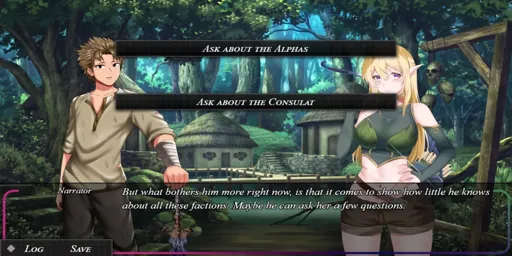 Ask about the Alphas
Ask about the Consulat
Narrator
But what bothers him more right now, is that it comes to show how little he knows
about all these factions. Maybe he can ask her a few questions.
Log Save